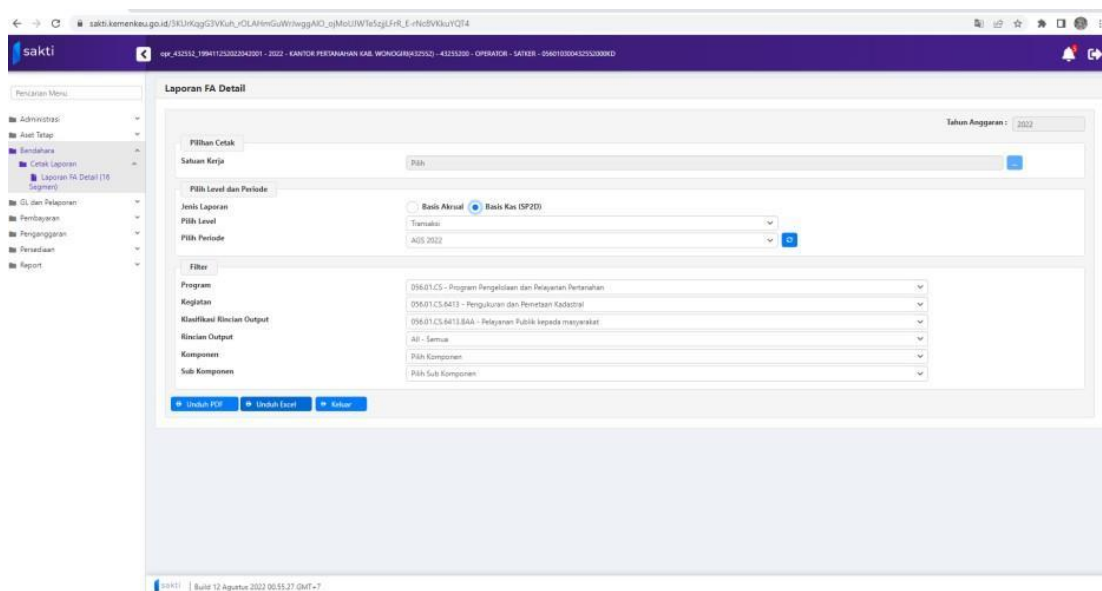 sakti.kemenkeu.go.id/
sakti
opr_432552_199411252022042001 - 2022 - KANTOR PERTANAHAN KAB. WONOGIRI(432552) - 43255200 - OPERATOR - SATKER - 056010300432552000KD
Laporan FA Detail
Pencarian Menu
Tahun Anggaran : 2022
Administrasi
Aset Tetap
Bendahara
Cetak Laporan
Laporan FA Detail (16
Segmen)
GL dan Pelaporan
Pembayaran
Penganggaran
Persediaan
Report
Pilihan Cetak
Satuan Kerja Pilih ...
Pilih Level dan Periode
Jenis Laporan Basis Akrual Basis Kas (SP2D)
Pilih Level Transaksi
Pilih Periode AGS 2022
Filter
Program 056.01.CS - Program Pengelolaan dan Pelayanan Pertanahan
Kegiatan 056.01.CS.6413 - Pengukuran dan Pemetaan Kadastral
Klasifikasi Rincian Output 056.01.CS.6413.BAA - Pelayanan Publik kepada masyarakat
Rincian Output All - Semua
Komponen Pilih Komponen
Sub Komponen Pilih Sub Komponen
Unduh PDF Unduh Excel Keluar
sakti | Build 12 Agustus 2022 00.55.27 GMT+7